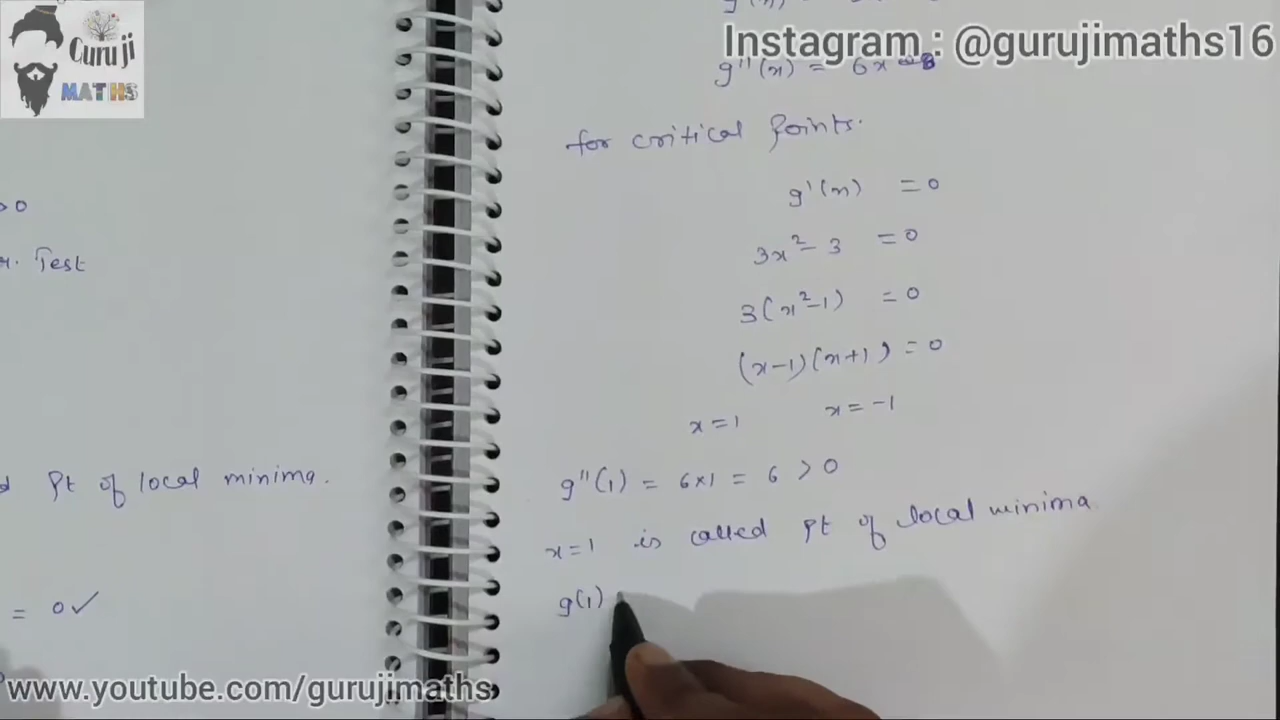 Guruji
MATHS
Instagram : @gurujimaths16
g''(x) = 6x
for critical points.
g'(x) = 0
3x² - 3 = 0
3(x²-1) = 0
(x-1)(x+1) = 0
x=1 x=-1
g''(1) = 6×1 = 6 > 0
x=1 is called pt of local minima
g(1)
>0
Test
pt of local minima.
= 0✓
www.youtube.com/gurujimaths